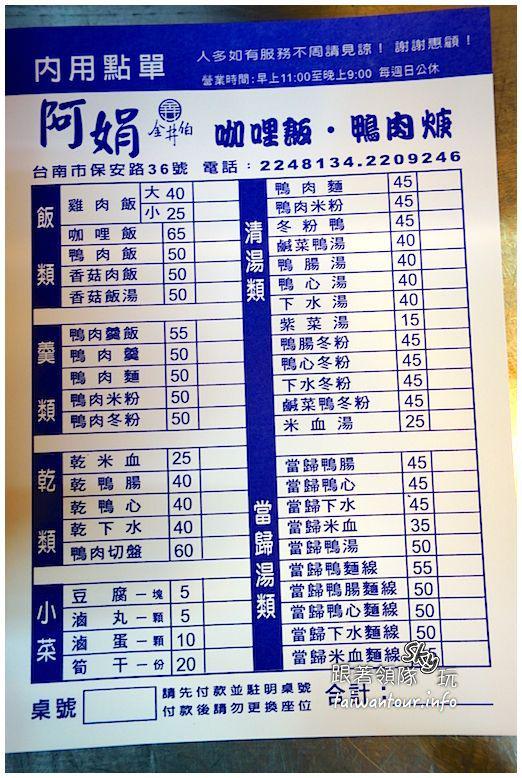 內用點單
人多如有服務不周請見諒！ 謝謝惠顧！
營業時間:早上11:00至晚上9:00 每週日公休
阿娟 金井伯 咖哩飯・鴨肉焿
台南市保安路36號 電話：2248134.2209246
飯類
雞肉飯 大 40
小 25
咖哩飯 65
鴨肉飯 50
香菇肉飯 50
香菇飯湯 50
羹類
鴨肉羹飯 55
鴨肉羹 50
鴨肉麵 50
鴨肉米粉 50
鴨肉冬粉 50
乾類
乾米血 25
乾鴨腸 40
乾鴨心 40
乾下水 40
鴨肉切盤 60
小菜
豆腐一塊 5
滷丸一顆 5
滷蛋一顆 10
筍干一份 20
清湯類
鴨肉麵 45
鴨肉米粉 45
冬粉鴨 45
鹹菜鴨湯 40
鴨腸湯 40
鴨心湯 40
下水湯 40
紫菜湯 15
鴨腸冬粉 45
鴨心冬粉 45
下水冬粉 45
鹹菜鴨冬粉 45
米血湯 25
當歸湯類
當歸鴨腸 45
當歸鴨心 45
當歸下水 45
當歸米血 35
當歸鴨湯 50
當歸鴨麵線 55
當歸鴨腸麵線 50
當歸鴨心麵線 50
當歸下水麵線 50
當歸米血麵線
桌號
請先付款並註明桌號
付款後請勿更換座位
合計：
跟著領隊Sky玩
taiwantour.info